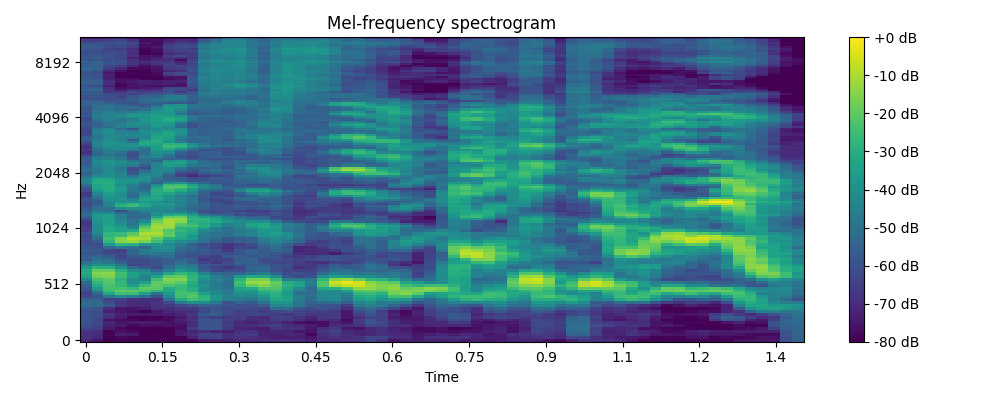 Mel-frequency spectrogram
Hz
8192
4096
2048
1024
512
0
0 0.15 0.3 0.45 0.6 0.75 0.9 1.1 1.2 1.4
Time
+0 dB
-10 dB
-20 dB
-30 dB
-40 dB
-50 dB
-60 dB
-70 dB
-80 dB